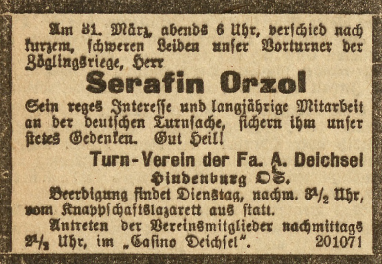 Am 31. März, abends 6 Uhr, verschied nach
kurzem, schweren Leiden unser Vorturner der
Zöglingsriege, Herr
Serafin Orzol
Sein reges Interesse und langjährige Mitarbeit
an der deutschen Turnsache, sichern ihm unser
stetes Gedenken. Gut Heil!
Turn-Verein der Fa. A. Deichsel
Hindenburg OS.
Beerdigung findet Dienstag, nachm. 3½ Uhr,
vom Knappschaftslazarett aus statt.
Antreten der Vereinsmitglieder nachmittags
2½ Uhr, im „Casino Deichsel“. 201071